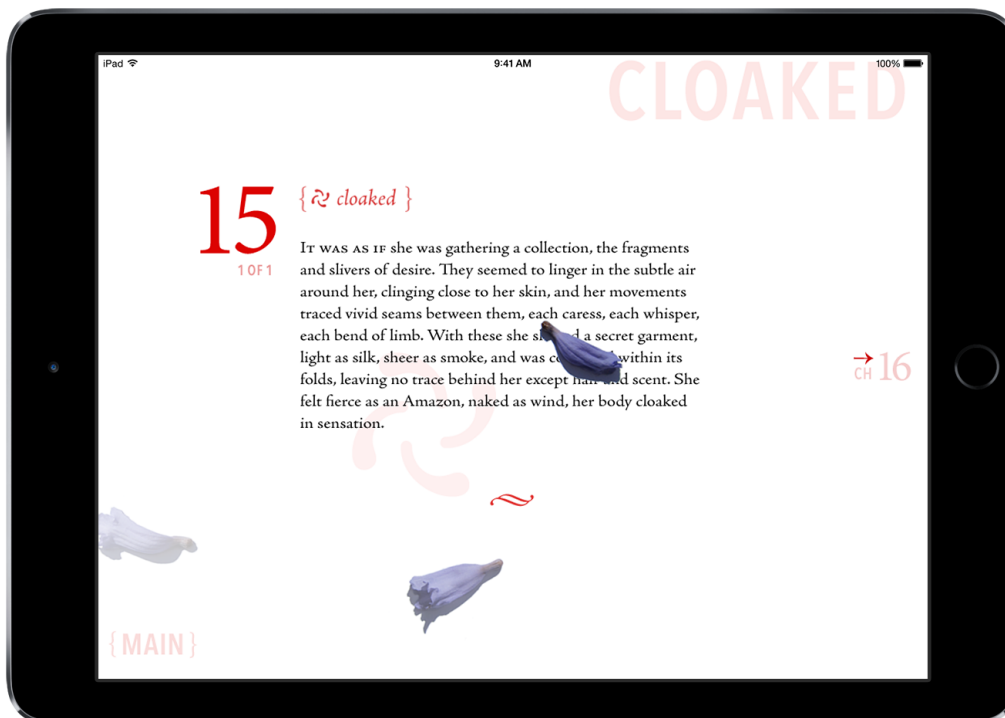 iPad 9:41 AM 100%
CLOAKED
15
1 OF 1
{ cloaked }
IT WAS AS IF she was gathering a collection, the fragments
and slivers of desire. They seemed to linger in the subtle air
around her, clinging close to her skin, and her movements
traced vivid seams between them, each caress, each whisper,
each bend of limb. With these she a secret garment,
light as silk, sheer as smoke, and was within its
folds, leaving no trace behind her except hair and scent. She
felt fierce as an Amazon, naked as wind, her body cloaked
in sensation.
→
CH 16
{ MAIN }